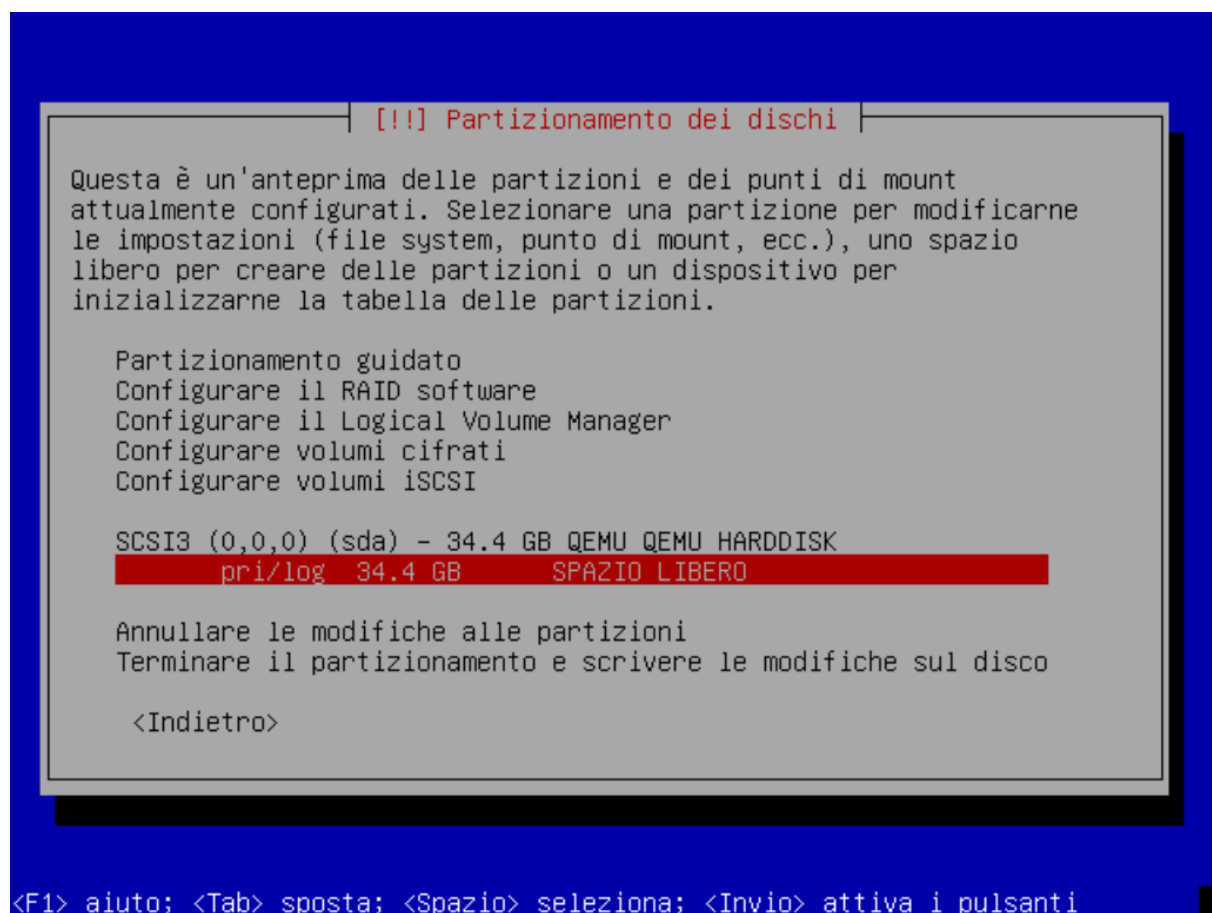 [!!] Partizionamento dei dischi
Questa è un'anteprima delle partizioni e dei punti di mount
attualmente configurati. Selezionare una partizione per modificarne
le impostazioni (file system, punto di mount, ecc.), uno spazio
libero per creare delle partizioni o un dispositivo per
inizializzarne la tabella delle partizioni.
Partizionamento guidato
Configurare il RAID software
Configurare il Logical Volume Manager
Configurare volumi cifrati
Configurare volumi iSCSI
SCSI3 (0,0,0) (sda) – 34.4 GB QEMU QEMU HARDDISK
pri/log 34.4 GB SPAZIO LIBERO
Annullare le modifiche alle partizioni
Terminare il partizionamento e scrivere le modifiche sul disco
<Indietro>
<F1> aiuto; <Tab> sposta; <Spazio> seleziona; <Invio> attiva i pulsanti